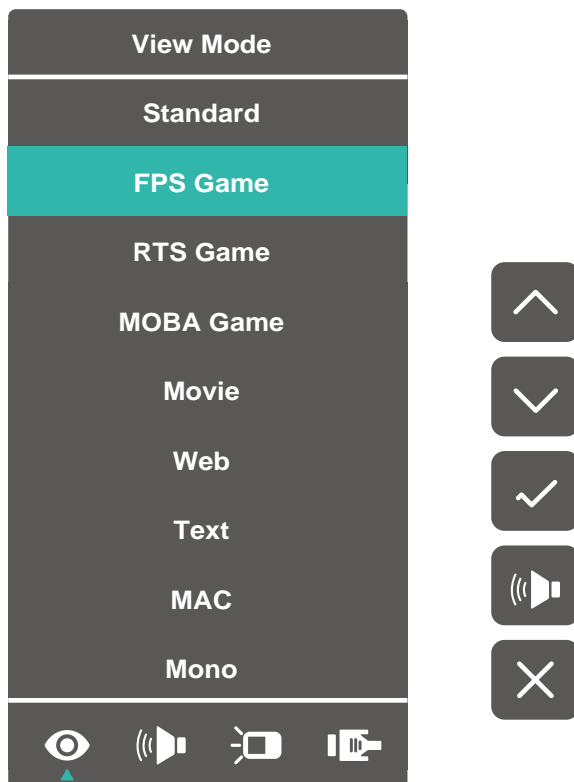 View Mode
Standard
FPS Game
RTS Game
MOBA Game
Movie
Web
Text
MAC
Mono